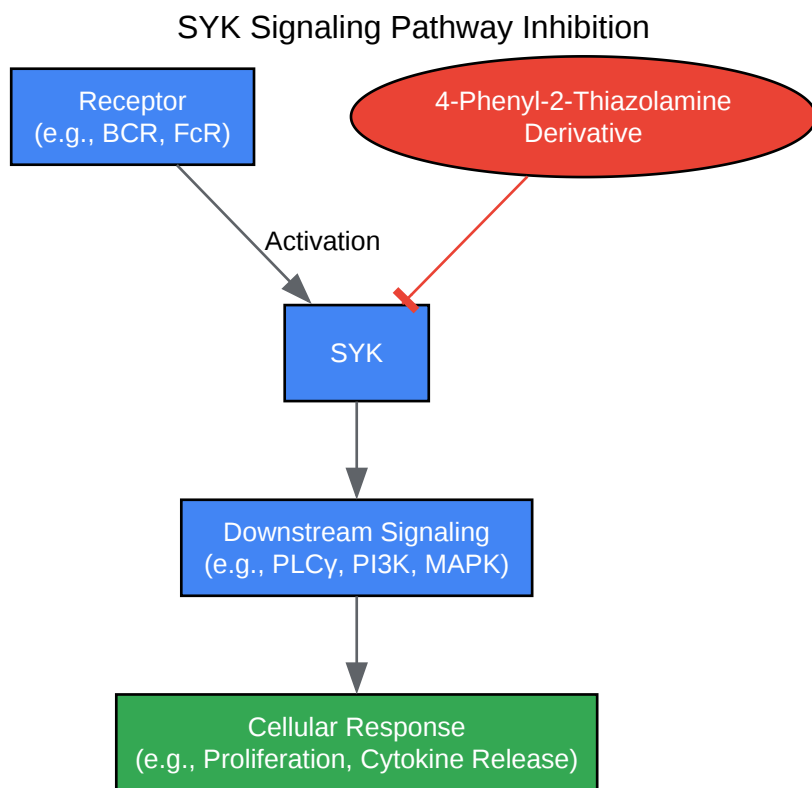 SYK Signaling Pathway Inhibition
Receptor
(e.g., BCR, FcR)
4-Phenyl-2-Thiazolamine
Derivative
Activation
SYK
Downstream Signaling
(e.g., PLCγ, PI3K, MAPK)
Cellular Response
(e.g., Proliferation, Cytokine Release)